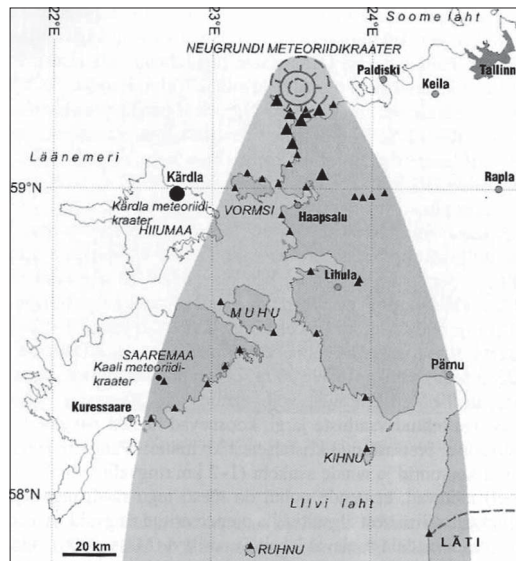 22°E
23°
24°
Soome laht
NEUGRUNDI METEORIIDIKRAATER
Paldiski
Tallinn
Keila
Läänemeri
Kärdla
Rapla
59°N
Kärdla meteoriidi-
kraater
HIIUMAA
VORMSI
Haapsalu
Lihula
MUHU
SAAREMAA
Kaali meteoriidi-
kraater
Pärnu
Kuressaare
KIHNU
58°N
Liivi laht
20 km
RUHNU
LÄTI